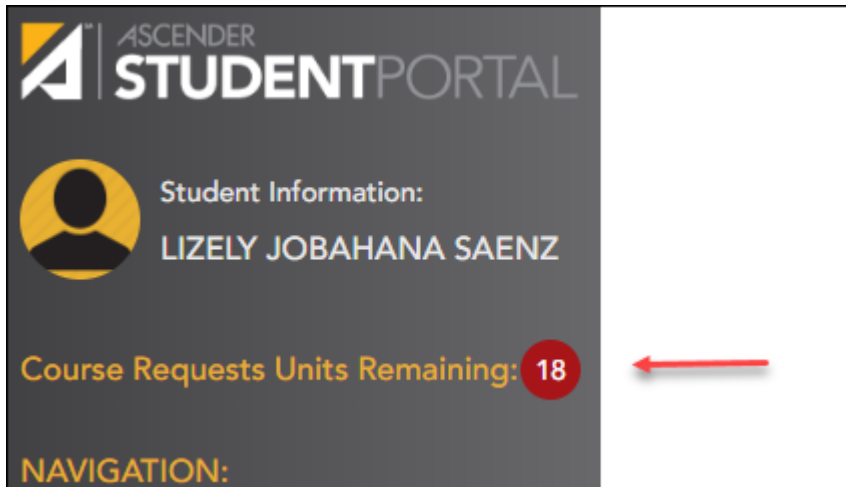 ASCENDER
STUDENTPORTAL
Student Information:
LIZELY JOBAHANA SAENZ
Course Requests Units Remaining: 18
NAVIGATION: